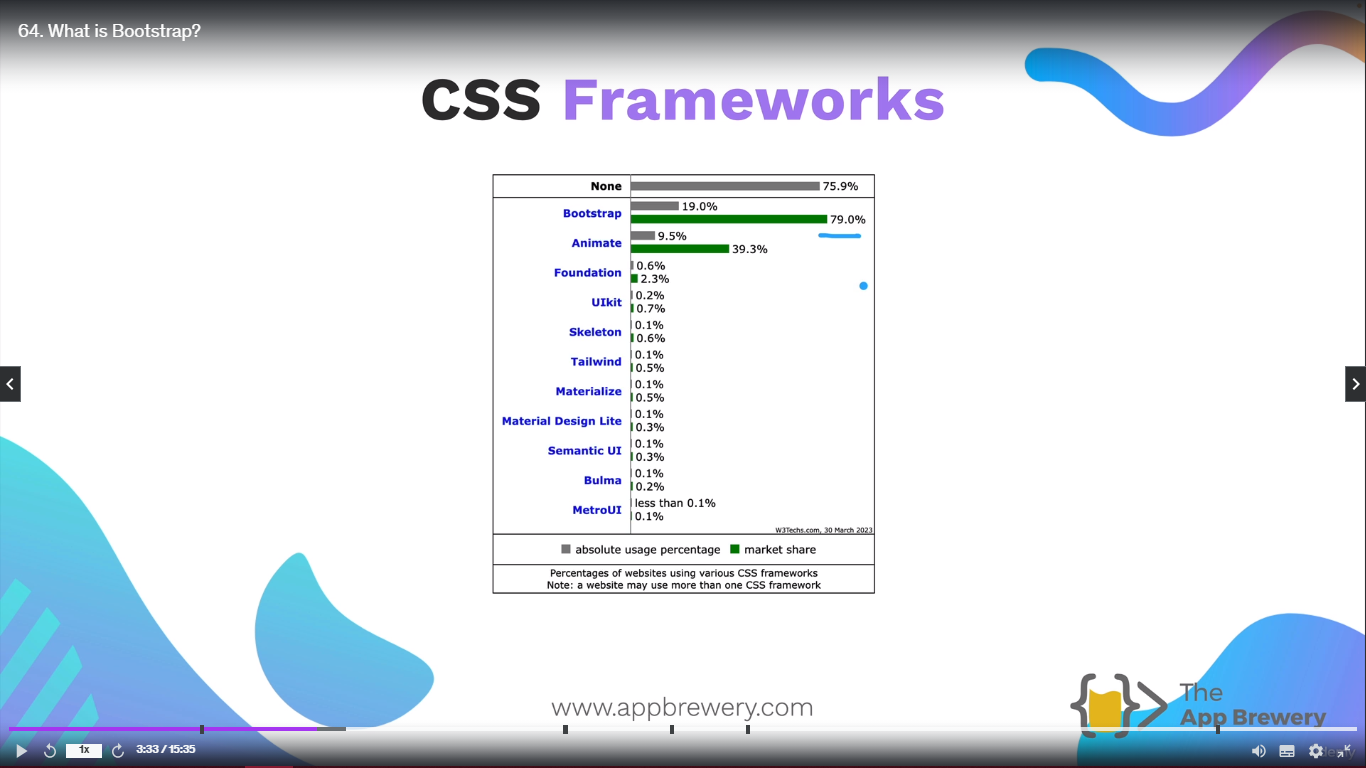 64. What is Bootstrap?
CSS Frameworks
None 75.9%
Bootstrap 19.0%
79.0%
Animate 9.5%
39.3%
Foundation 0.6%
2.3%
UIkit 0.2%
0.7%
Skeleton 0.1%
0.6%
Tailwind 0.1%
0.5%
Materialize 0.1%
0.5%
Material Design Lite 0.1%
0.3%
Semantic UI 0.1%
0.3%
Bulma 0.1%
0.2%
MetroUI less than 0.1%
0.1%
W3Techs.com, 30 March 2023
absolute usage percentage market share
Percentages of websites using various CSS frameworks
Note: a website may use more than one CSS framework
www.appbrewery.com
The
App Brewery
1x 3:33 / 15:35